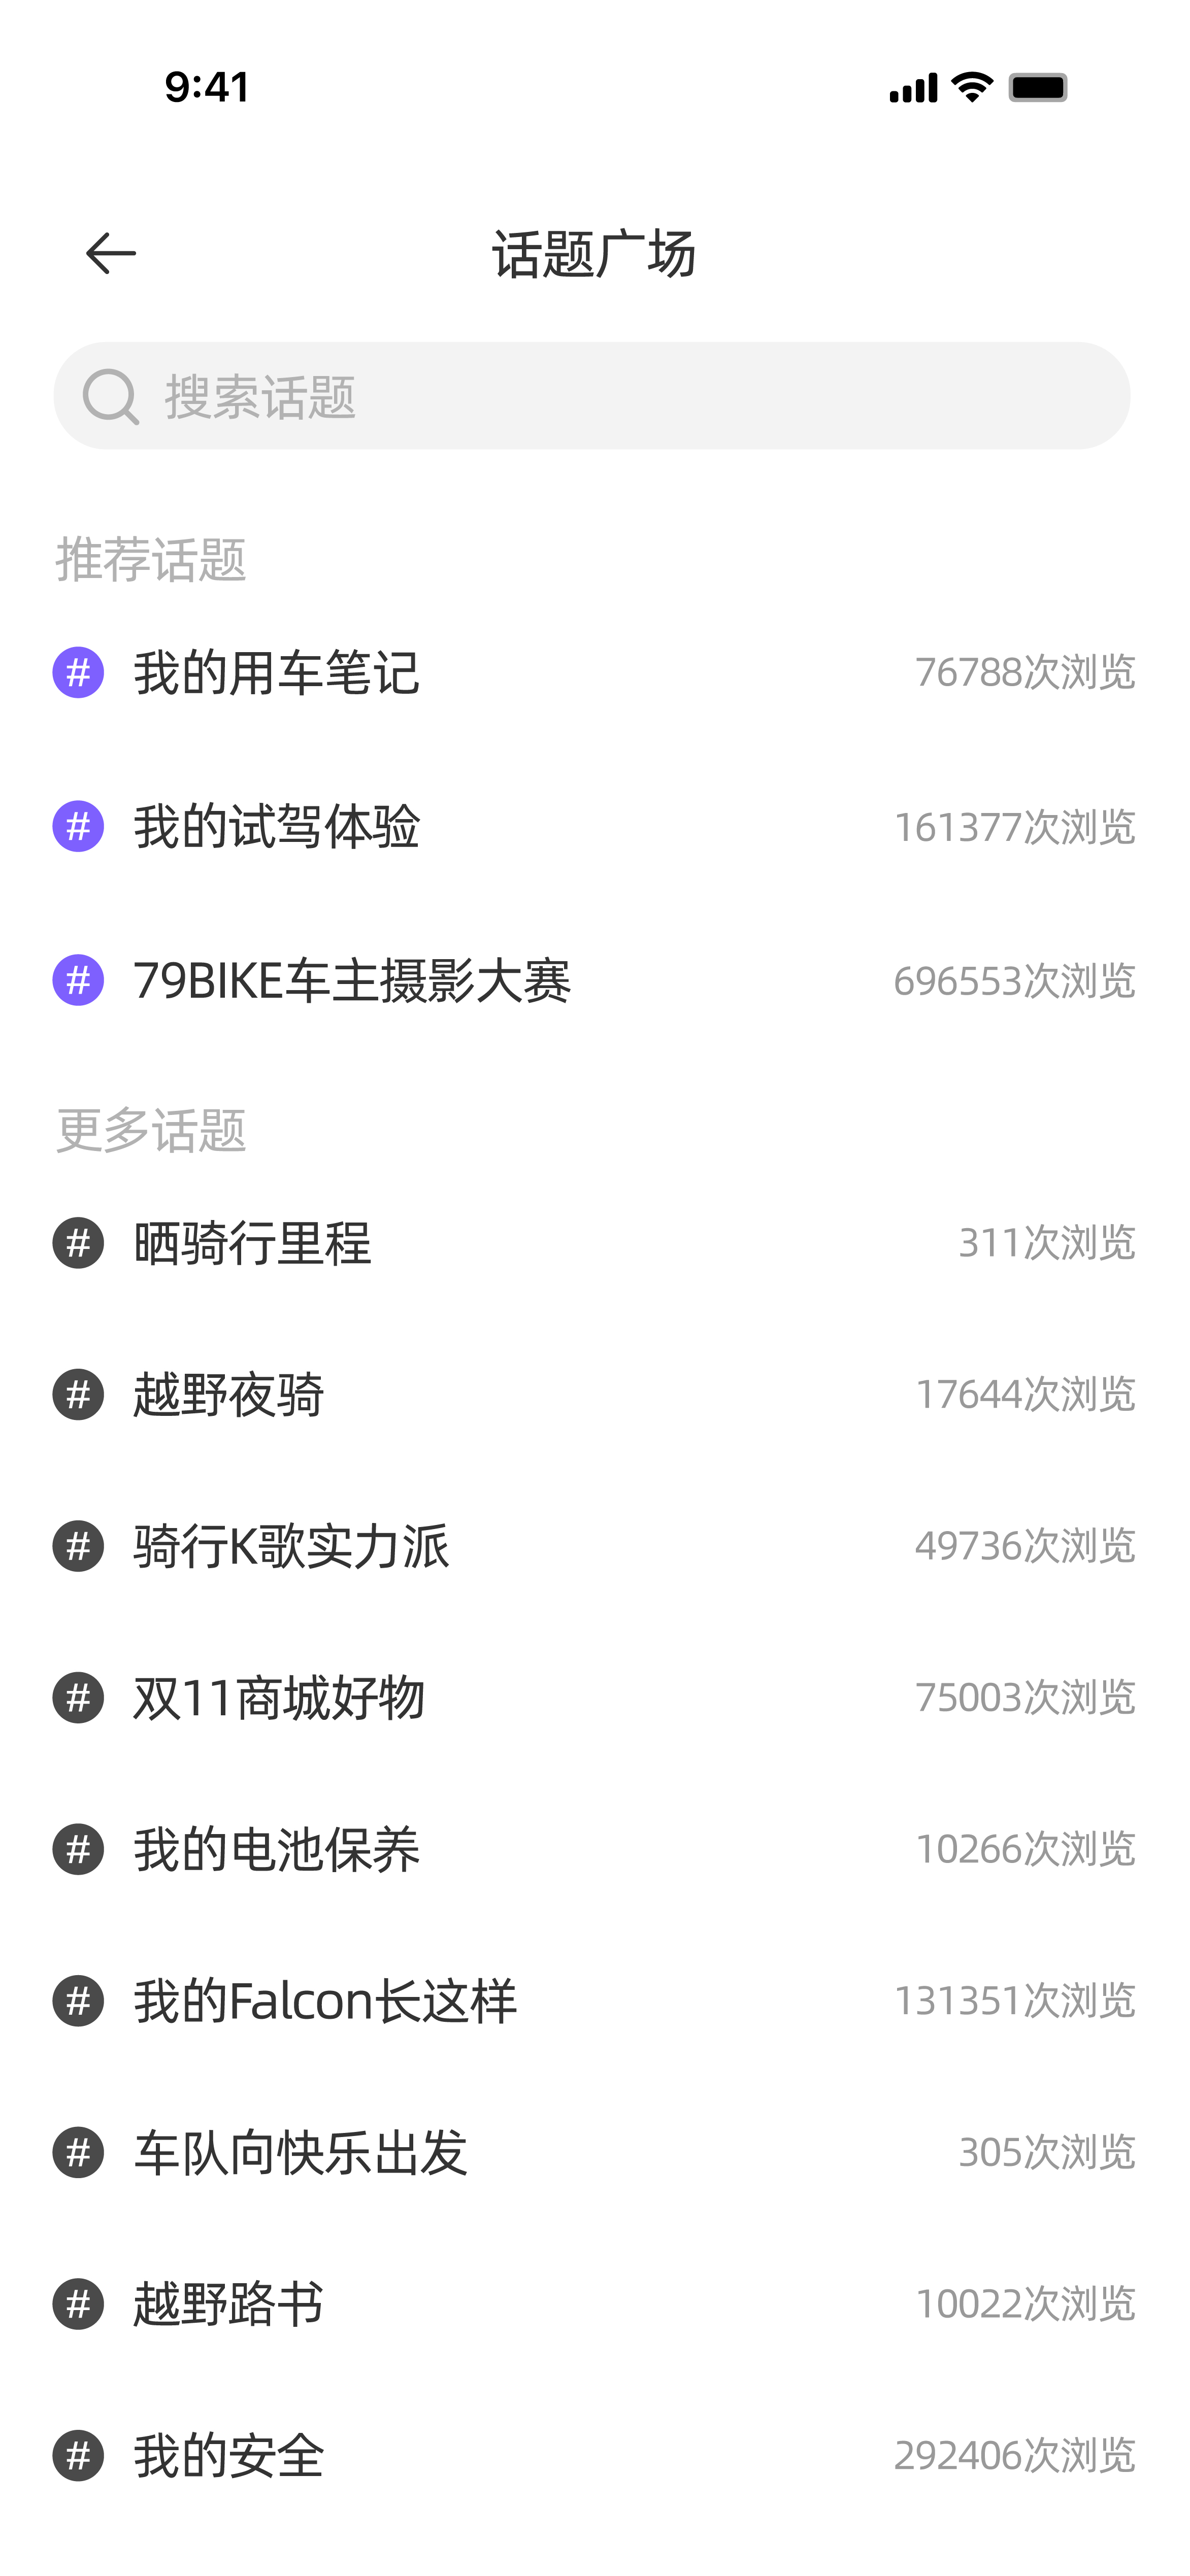 9:41
话题广场
搜索话题
推荐话题
# 我的用车笔记 76788次浏览
# 我的试驾体验 161377次浏览
# 79BIKE车主摄影大赛 696553次浏览
更多话题
# 晒骑行里程 311次浏览
# 越野夜骑 17644次浏览
# 骑行K歌实力派 49736次浏览
# 双11商城好物 75003次浏览
# 我的电池保养 10266次浏览
# 我的Falcon长这样 131351次浏览
# 车队向快乐出发 305次浏览
# 越野路书 10022次浏览
# 我的安全 292406次浏览